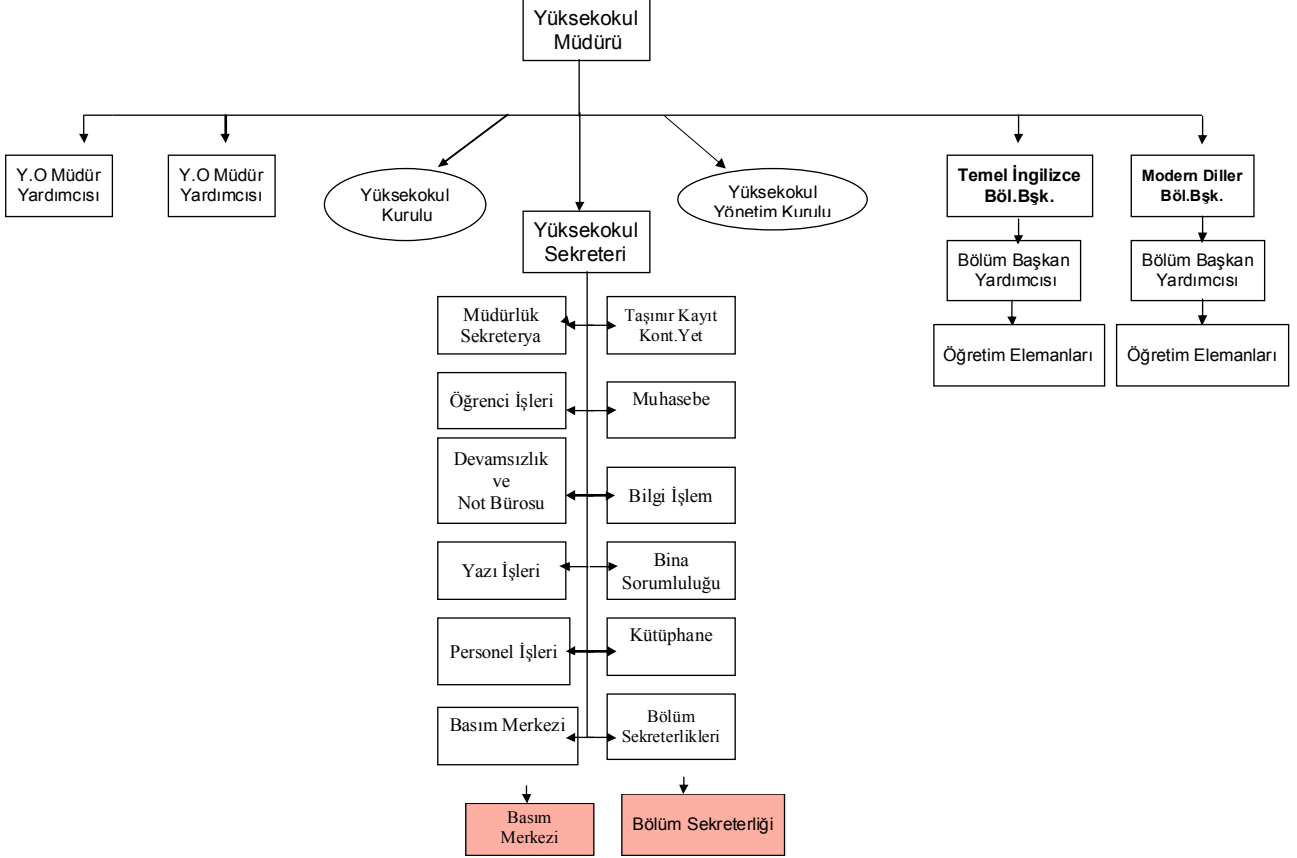 Yüksekokul
Müdürü
Y.O Müdür
Yardımcısı
Y.O Müdür
Yardımcısı
Yüksekokul
Kurulu
Yüksekokul
Sekreteri
Yüksekokul
Yönetim Kurulu
Temel İngilizce
Böl.Bşk.
Modern Diller
Böl.Bşk.
Bölüm Başkan
Yardımcısı
Bölüm Başkan
Yardımcısı
Öğretim Elemanları
Öğretim Elemanları
Müdürlük
Sekreterya
Taşınır Kayıt
Kont.Yet
Öğrenci İşleri
Muhasebe
Devamsızlık
ve
Not Bürosu
Bilgi İşlem
Yazı İşleri
Bina
Sorumluluğu
Personel İşleri
Kütüphane
Basım Merkezi
Bölüm
Sekreterlikleri
Basım
Merkezi
Bölüm Sekreterliği